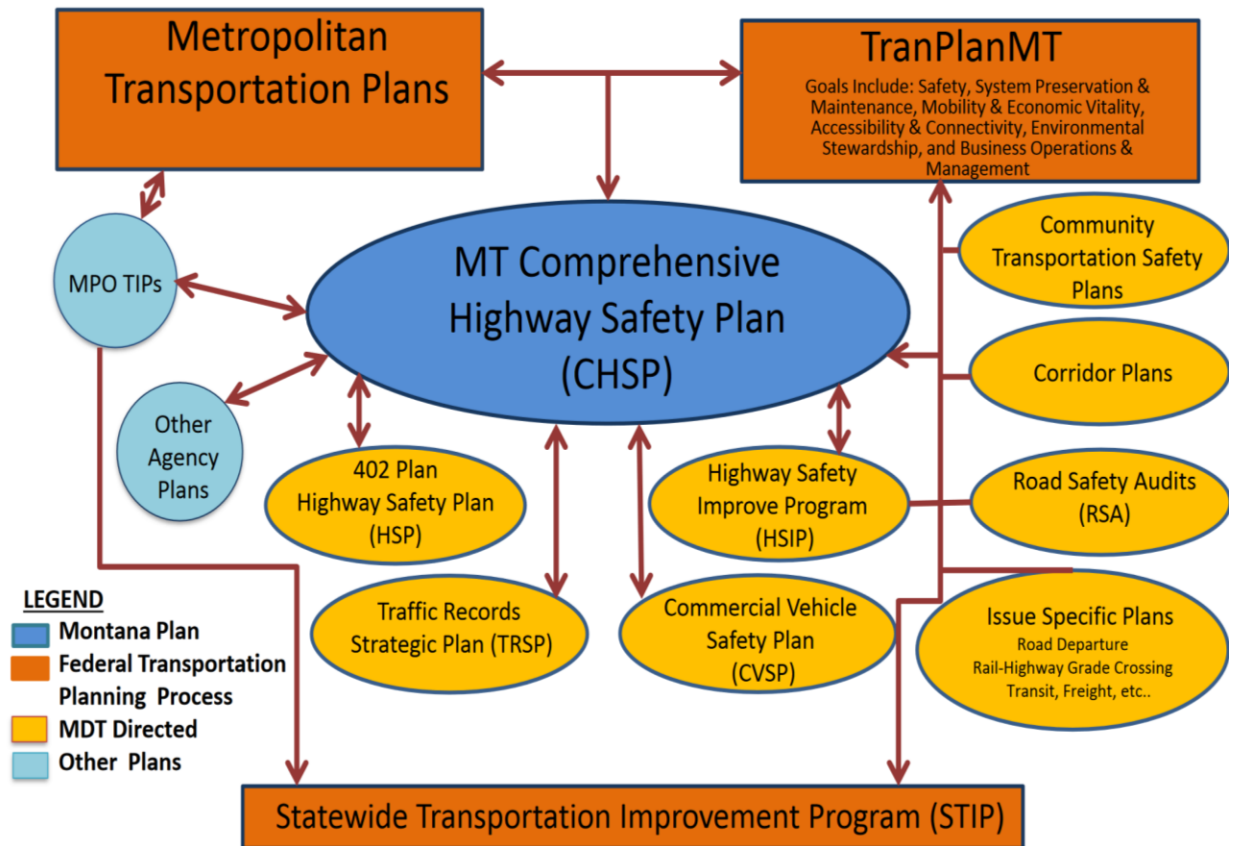 Metropolitan
Transportation Plans
TranPlanMT
Goals Include: Safety, System Preservation &
Maintenance, Mobility & Economic Vitality,
Accessibility & Connectivity, Environmental
Stewardship, and Business Operations &
Management
MPO TIPs
MT Comprehensive
Highway Safety Plan
(CHSP)
Community
Transportation Safety
Plans
Corridor Plans
Other
Agency
Plans
402 Plan
Highway Safety Plan
(HSP)
Highway Safety
Improve Program
(HSIP)
Road Safety Audits
(RSA)
Traffic Records
Strategic Plan (TRSP)
Commercial Vehicle
Safety Plan
(CVSP)
Issue Specific Plans
Road Departure
Rail-Highway Grade Crossing
Transit, Freight, etc..
LEGEND
Montana Plan
Federal Transportation
Planning Process
MDT Directed
Other Plans
Statewide Transportation Improvement Program (STIP)